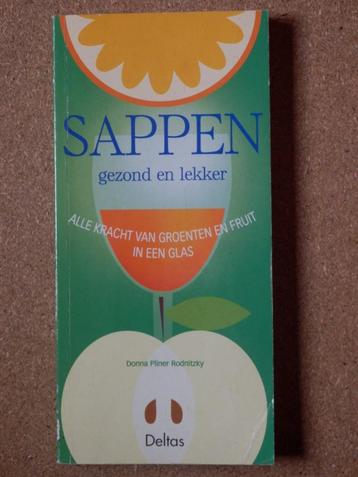 SAPPEN
gezond en lekker
ALLE KRACHT VAN GROENTEN EN FRUIT
IN EEN GLAS
Donna Pliner Rodnitzky
Deltas